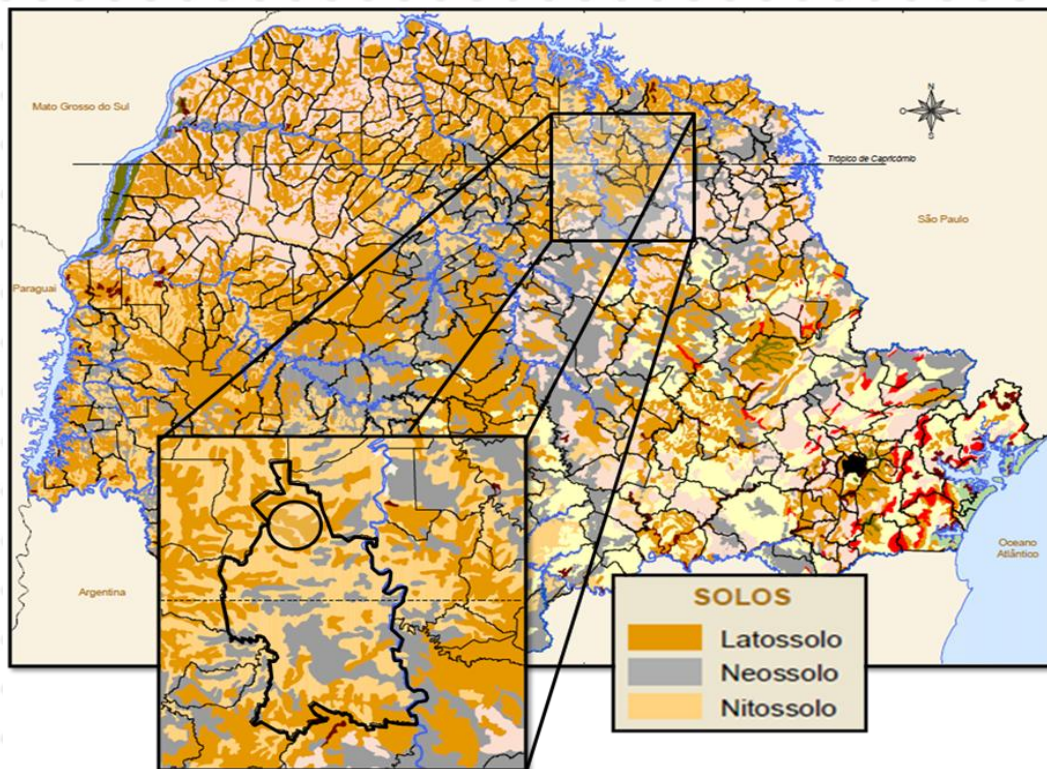 Mato Grosso do Sul
N
O
L
S
Trópico de Capricórnio
São Paulo
Paraguai
Argentina
Oceano
Atlântico
SOLOS
Latossolo
Neossolo
Nitossolo